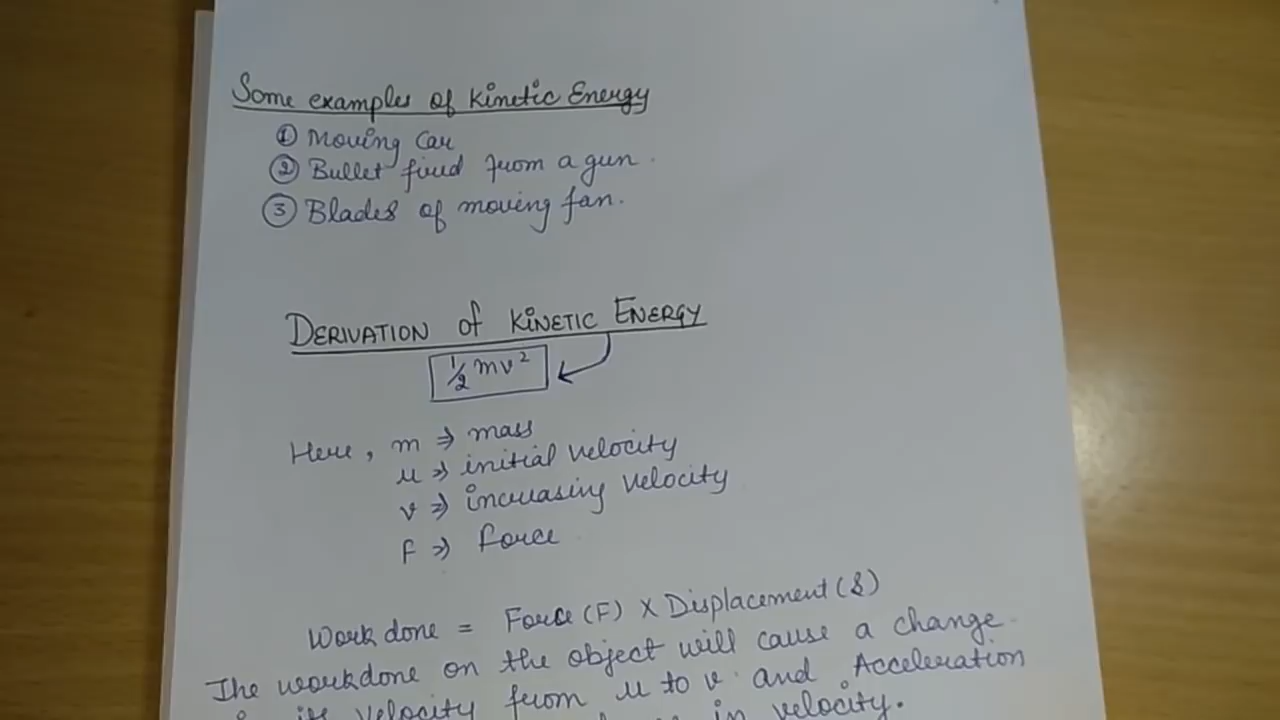 Some examples of Kinetic Energy
① Moving Car
② Bullet fired from a gun.
③ Blades of moving fan.
DERIVATION of KINETIC ENERGY
1/2 mv²
Here, m ⇒ mass
u ⇒ initial velocity
v ⇒ increasing velocity
F ⇒ force
Work done = Force (F) X Displacement (S)
The workdone on the object will cause a change
in its velocity from u to v and Acceleration
in velocity.